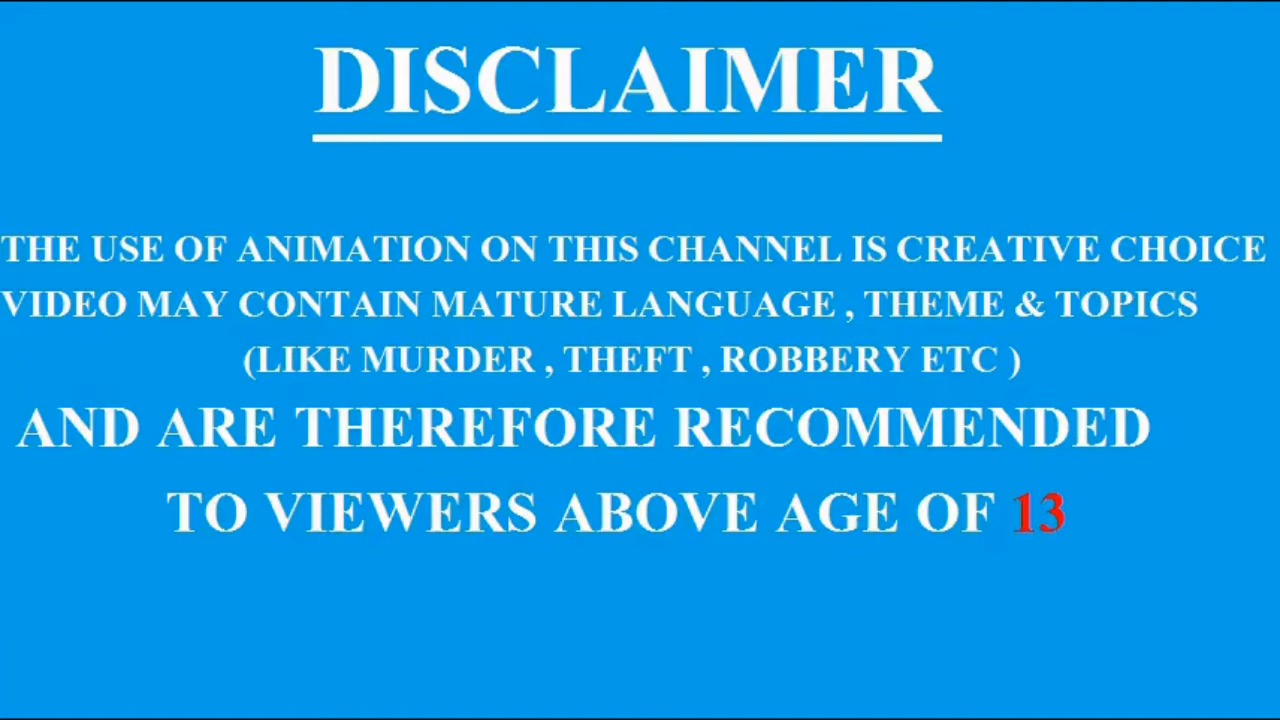 DISCLAIMER
THE USE OF ANIMATION ON THIS CHANNEL IS CREATIVE CHOICE
VIDEO MAY CONTAIN MATURE LANGUAGE , THEME & TOPICS
(LIKE MURDER , THEFT , ROBBERY ETC )
AND ARE THEREFORE RECOMMENDED
TO VIEWERS ABOVE AGE OF 13